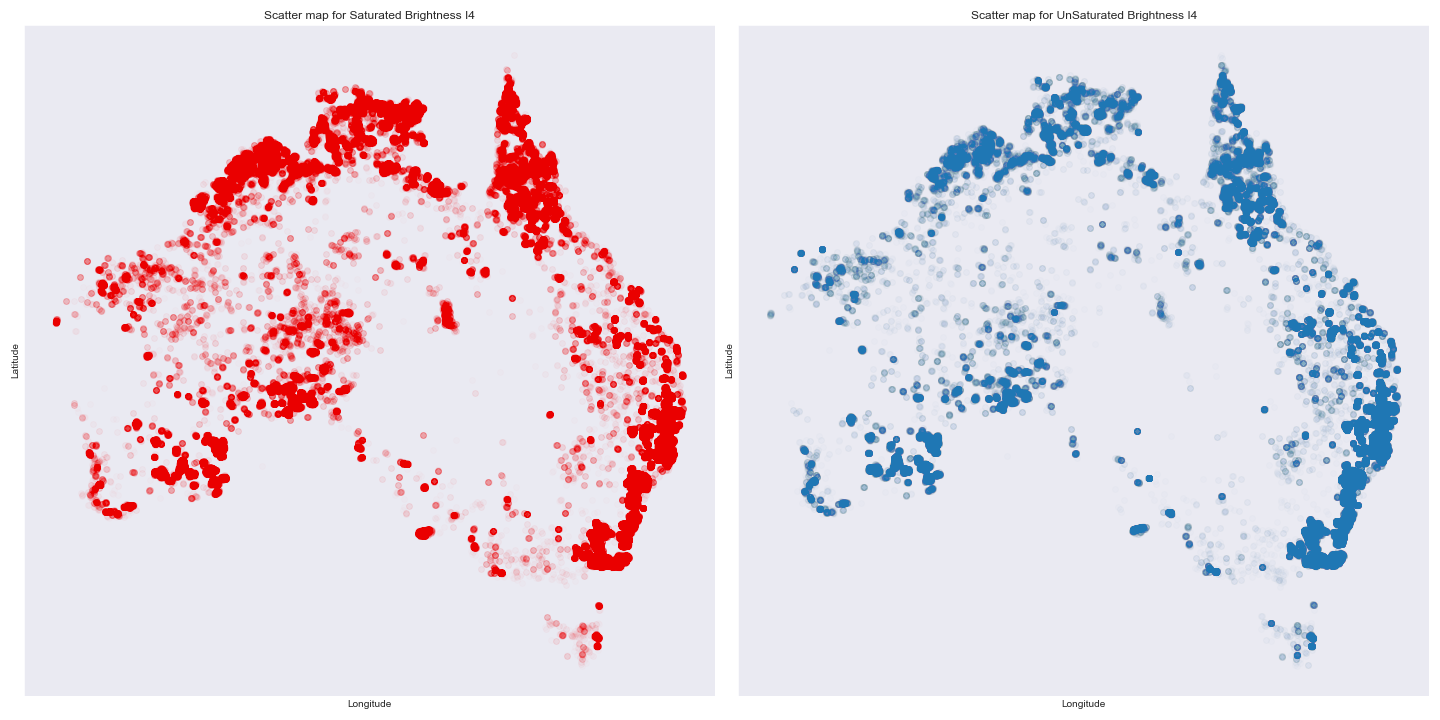 Scatter map for Saturated Brightness I4
Scatter map for UnSaturated Brightness I4
Latitude
Latitude
Longitude
Longitude